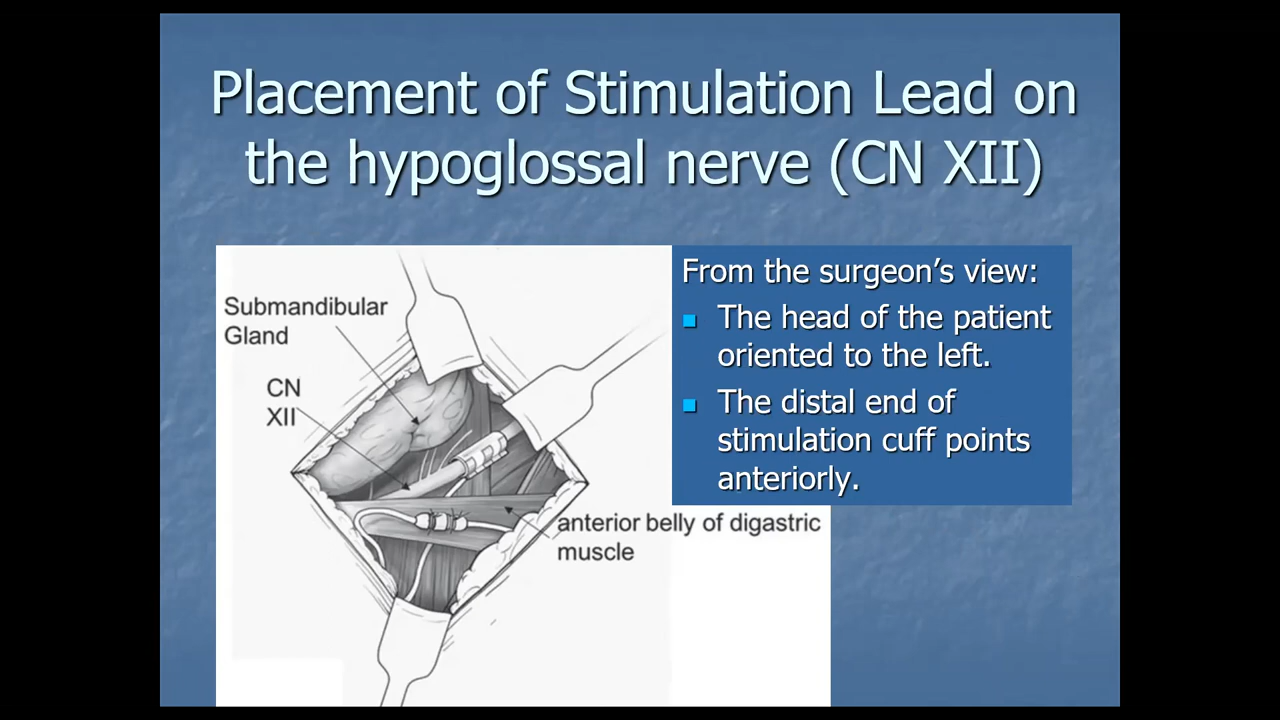 Placement of Stimulation Lead on
the hypoglossal nerve (CN XII)
Submandibular
Gland
CN
XII
anterior belly of digastric
muscle
From the surgeon’s view:
The head of the patient
oriented to the left.
The distal end of
stimulation cuff points
anteriorly.